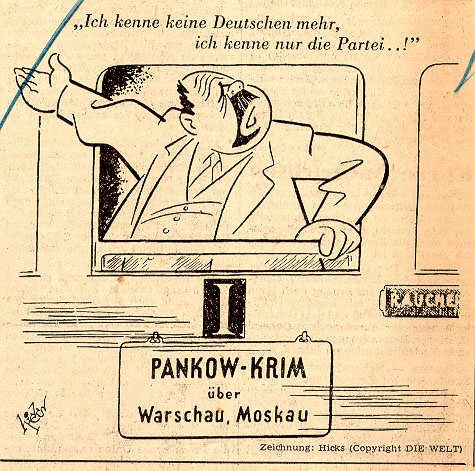 „Ich kenne keine Deutschen mehr,
ich kenne nur die Partei..!"
I
RAUCHER
PANKOW-KRIM
über
Warschau, Moskau
Hicks
Zeichnung: Hicks (Copyright DIE WELT)